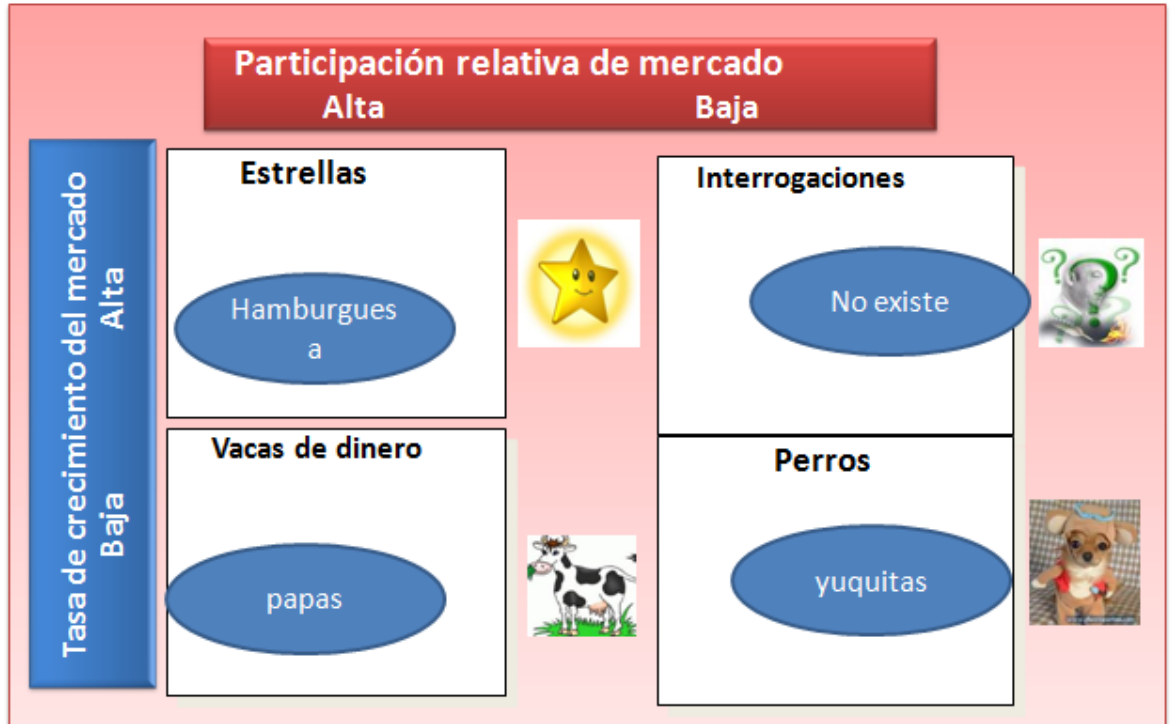 Participación relativa de mercado
Alta Baja
Tasa de crecimiento del mercado
Baja Alta
Estrellas
Hamburgues
a
Interrogaciones
No existe
Vacas de dinero
papas
Perros
yuquitas